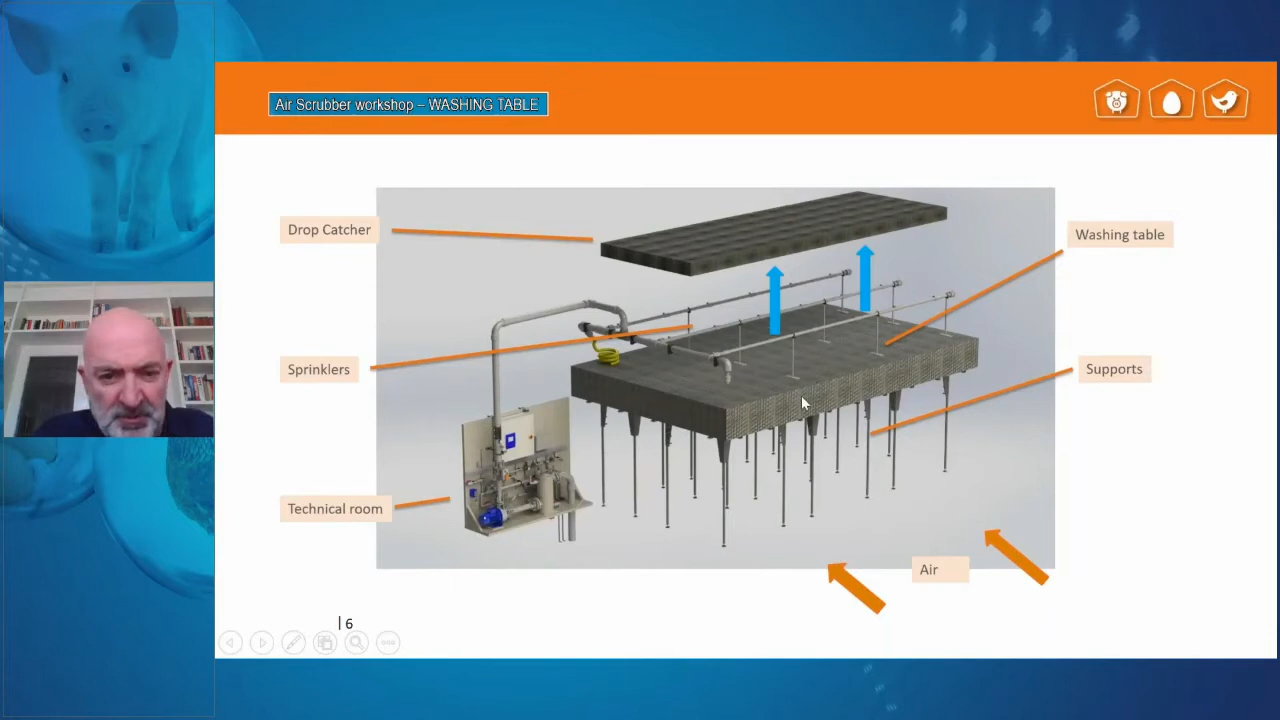 Air Scrubber workshop – WASHING TABLE
Drop Catcher
Washing table
Sprinklers
Supports
Technical room
Air
| 6